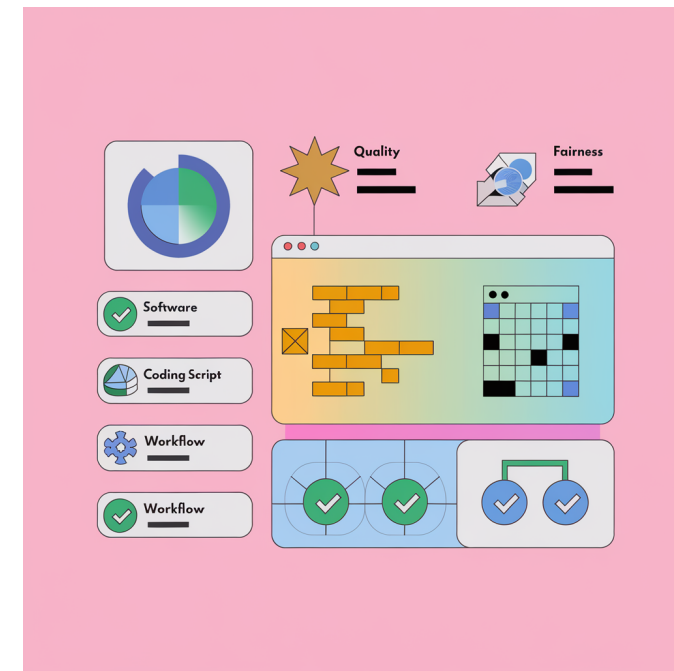 Quality
Fairness
Software
Coding Script
Workflow
Workflow